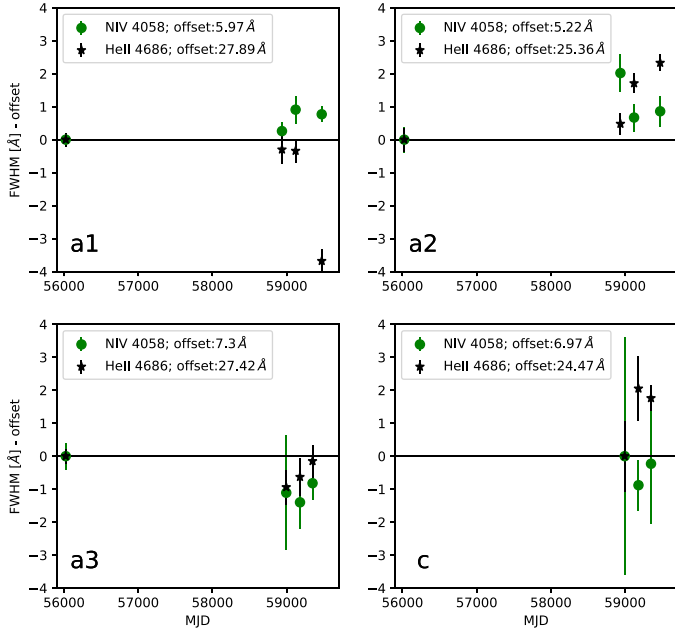 NIV 4058; offset:5.97 Å
HeII 4686; offset:27.89 Å
4
3
2
1
0
−1
−2
−3
−4
FWHM [Å] - offset
a1
56000 57000 58000 59000
NIV 4058; offset:5.22 Å
HeII 4686; offset:25.36 Å
4
3
2
1
0
−1
−2
−3
−4
a2
56000 57000 58000 59000
NIV 4058; offset:7.3 Å
HeII 4686; offset:27.42 Å
4
3
2
1
0
−1
−2
−3
−4
FWHM [Å] - offset
a3
56000 57000 58000 59000
MJD
NIV 4058; offset:6.97 Å
HeII 4686; offset:24.47 Å
4
3
2
1
0
−1
−2
−3
−4
c
56000 57000 58000 59000
MJD